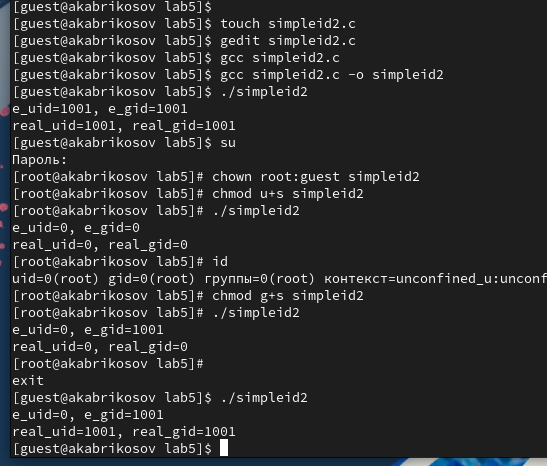 [guest@akabrikosov lab5]$
[guest@akabrikosov lab5]$ touch simpleid2.c
[guest@akabrikosov lab5]$ gedit simpleid2.c
[guest@akabrikosov lab5]$ gcc simpleid2.c
[guest@akabrikosov lab5]$ gcc simpleid2.c -o simpleid2
[guest@akabrikosov lab5]$ ./simpleid2
e_uid=1001, e_gid=1001
real_uid=1001, real_gid=1001
[guest@akabrikosov lab5]$ su
Пароль:
[root@akabrikosov lab5]# chown root:guest simpleid2
[root@akabrikosov lab5]# chmod u+s simpleid2
[root@akabrikosov lab5]# ./simpleid2
e_uid=0, e_gid=0
real_uid=0, real_gid=0
[root@akabrikosov lab5]# id
uid=0(root) gid=0(root) группы=0(root) контекст=unconfined_u:unconf
[root@akabrikosov lab5]# chmod g+s simpleid2
[root@akabrikosov lab5]# ./simpleid2
e_uid=0, e_gid=1001
real_uid=0, real_gid=0
[root@akabrikosov lab5]#
exit
[guest@akabrikosov lab5]$ ./simpleid2
e_uid=0, e_gid=1001
real_uid=1001, real_gid=1001
[guest@akabrikosov lab5]$